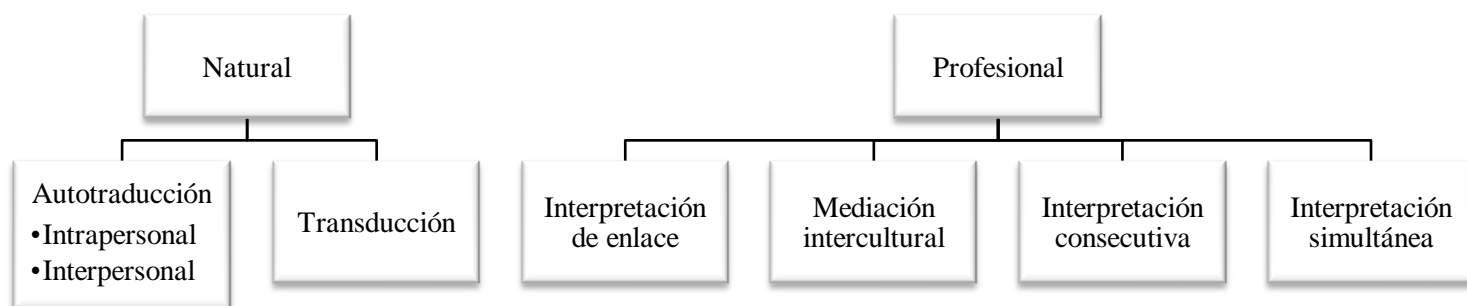 Natural
Profesional
Autotraducción
•Intrapersonal
•Interpersonal
Transducción
Interpretación
de enlace
Mediación
intercultural
Interpretación
consecutiva
Interpretación
simultánea